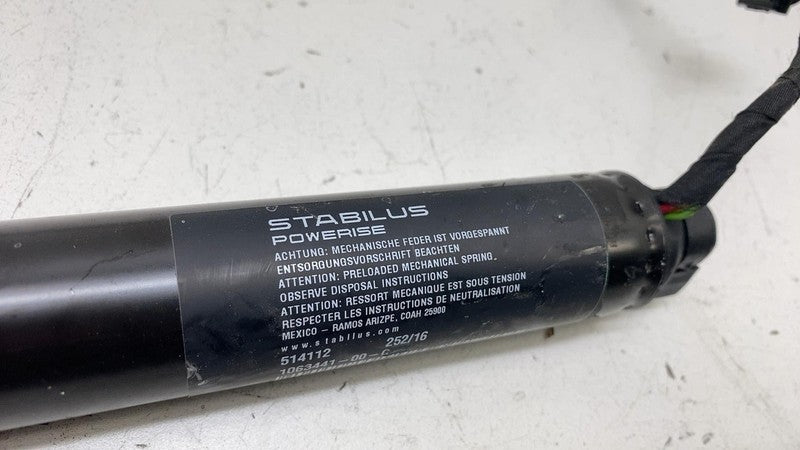 STABILUS
POWERISE
ACHTUNG: MECHANISCHE FEDER IST VORGESPANNT
ENTSORGUNGSVORSCHRIFT BEACHTEN
ATTENTION: PRELOADED MECHANICAL SPRING.
OBSERVE DISPOSAL INSTRUCTIONS
ATTENTION: RESSORT MECANIQUE EST SOUS TENSION
RESPECTER LES INSTRUCTIONS DE NEUTRALISATION
MEXICO - RAMOS ARIZPE, COAH 25900
www.stabilus.com
514112 252/16
1063441-00-C